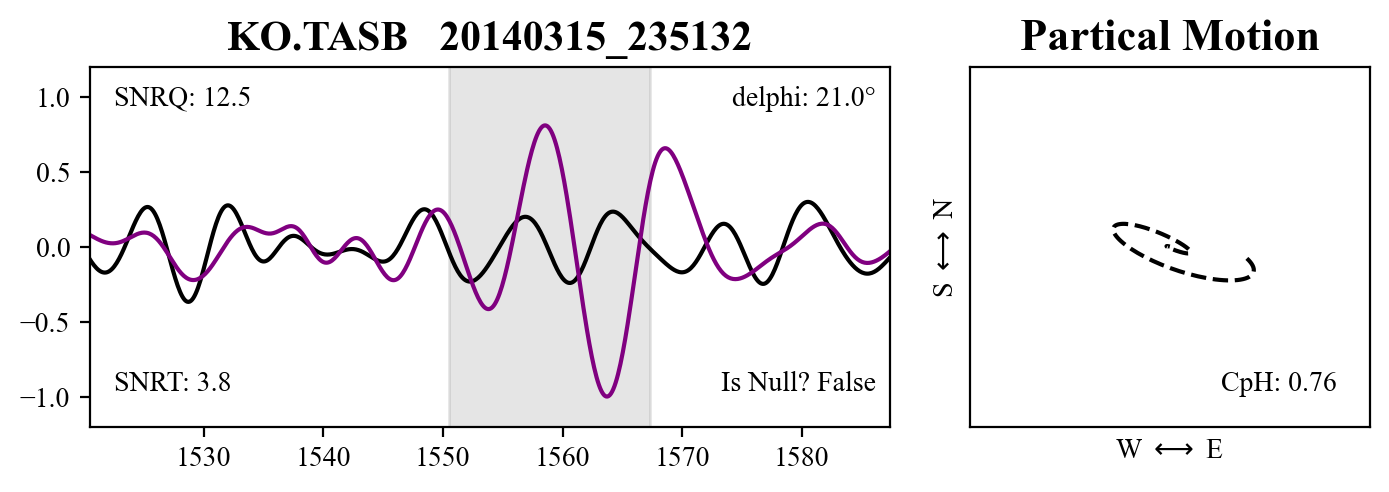 KO.TASB 20140315_235132
Partical Motion
SNRQ: 12.5
delphi: 21.0°
SNRT: 3.8
Is Null? False
1.0
0.5
0.0
−0.5
−1.0
1530 1540 1550 1560 1570 1580
S ⟷ N
CpH: 0.76
W ⟷ E